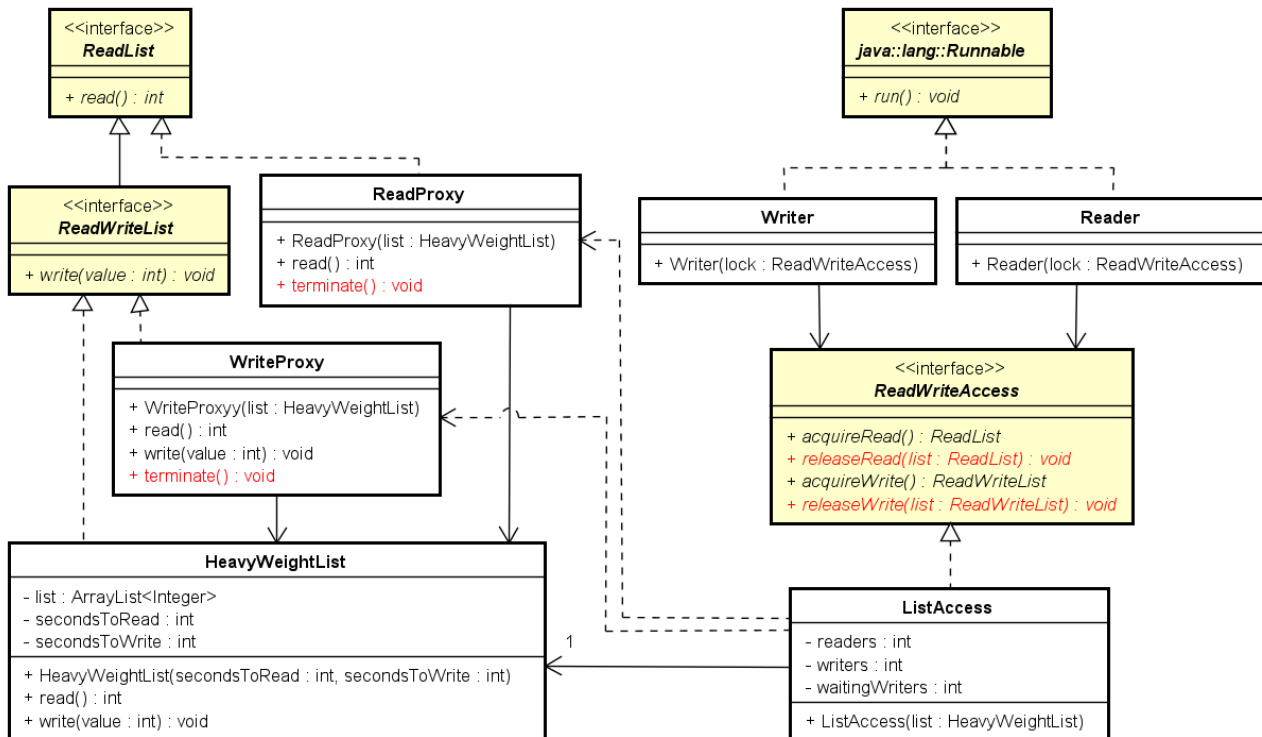 <<interface>>
ReadList
+ read() : int
<<interface>>
java::lang::Runnable
+ run() : void
<<interface>>
ReadWriteList
+ write(value : int) : void
ReadProxy
+ ReadProxy(list : HeavyWeightList)
+ read() : int
+ terminate() : void
Writer
+ Writer(lock : ReadWriteAccess)
Reader
+ Reader(lock : ReadWriteAccess)
WriteProxy
+ WriteProxyy(list : HeavyWeightList)
+ read() : int
+ write(value : int) : void
+ terminate() : void
<<interface>>
ReadWriteAccess
+ acquireRead() : ReadList
+ releaseRead(list : ReadList) : void
+ acquireWrite() : ReadWriteList
+ releaseWrite(list : ReadWriteList) : void
HeavyWeightList
- list : ArrayList<Integer>
- secondsToRead : int
- secondsToWrite : int
+ HeavyWeightList(secondsToRead : int, secondsToWrite : int)
+ read() : int
+ write(value : int) : void
1
ListAccess
- readers : int
- writers : int
- waitingWriters : int
+ ListAccess(list : HeavyWeightList)